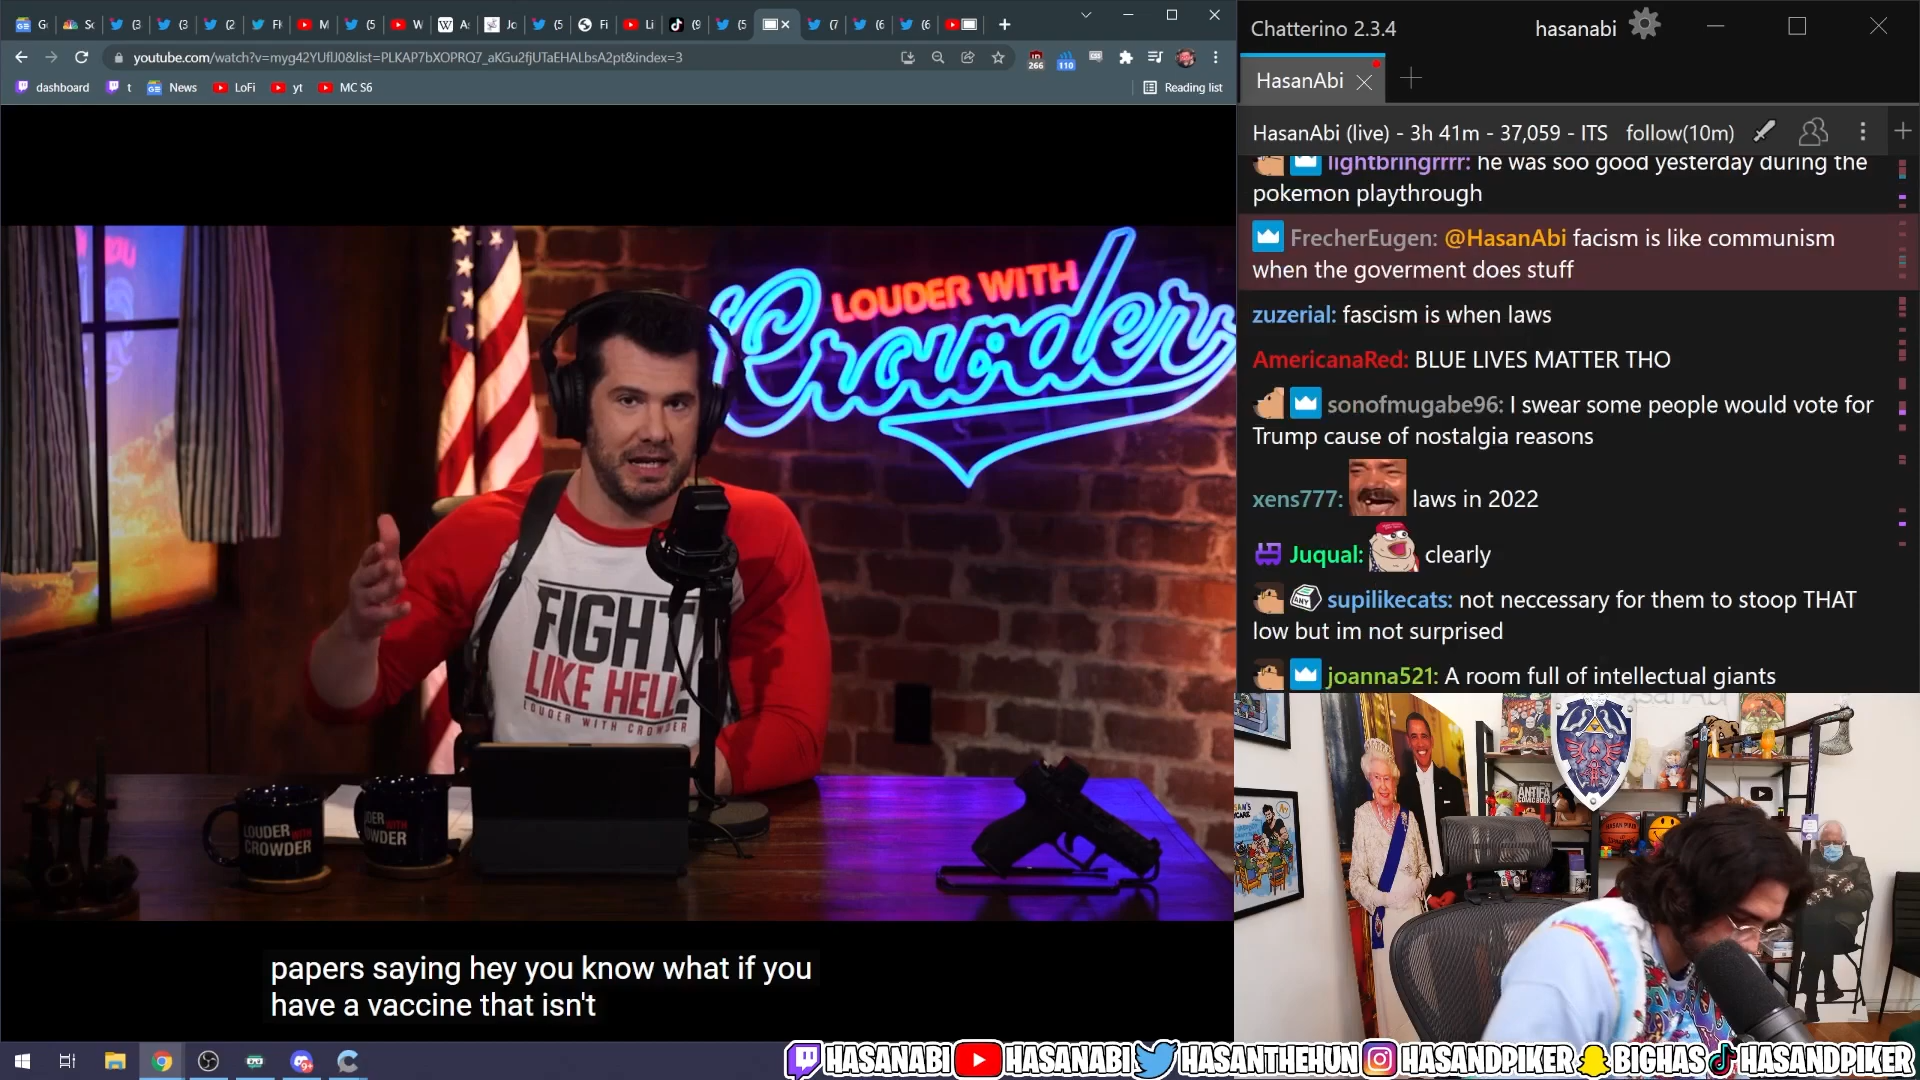 youtube.com/watch?v=myg42YUflJ0&list=PLKAP7bXOPRQ7_aKGu2fjUTaEHALbsA2pt&index=3
266
110
dashboard
t
News
LoFi
yt
MC S6
Reading list
LOUDER WITH
Crowder
FIGHT
LIKE HELL
LOUDER WITH CROWDER
LOUDER WITH
CROWDER
papers saying hey you know what if you
have a vaccine that isn't
Chatterino 2.3.4
hasanabi
HasanAbi
HasanAbi (live) - 3h 41m - 37,059 - ITS
follow(10m)
lightbringrrrr: he was soo good yesterday during the
pokemon playthrough
FrecherEugen: @HasanAbi facism is like communism
when the goverment does stuff
zuzerial: fascism is when laws
AmericanaRed: BLUE LIVES MATTER THO
sonofmugabe96: I swear some people would vote for
Trump cause of nostalgia reasons
xens777: laws in 2022
Juqual: clearly
supilikecats: not neccessary for them to stoop THAT
low but im not surprised
joanna521: A room full of intellectual giants
ANTIFA
COMIC BOOK
HASANABI HASANABI HASANTHEHUN HASANDPIKER BIGHAS HASANDPIKER